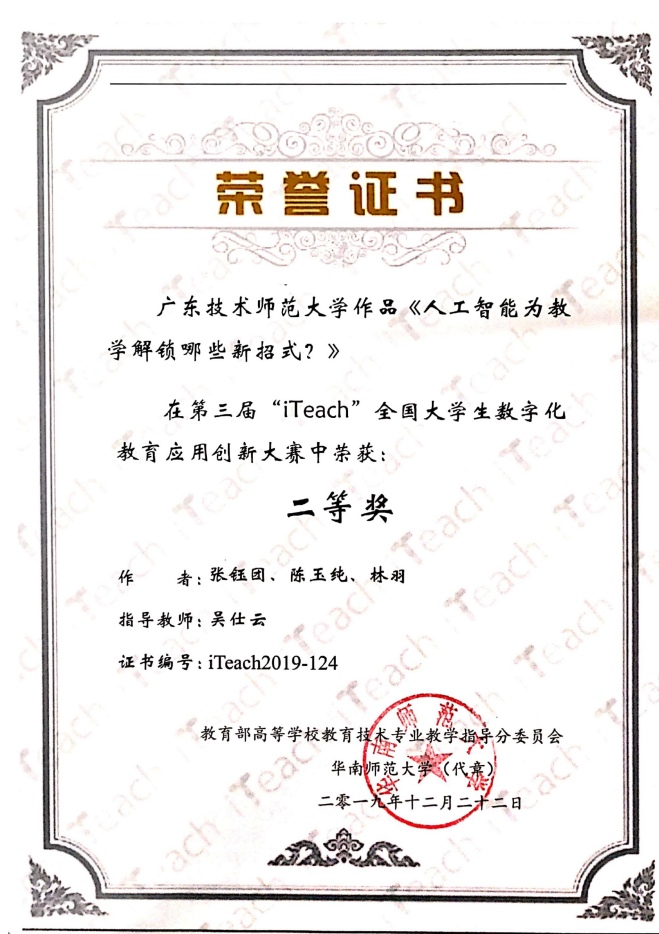 荣誉证书
广东技术师范大学作品《人工智能为教
学解锁哪些新招式？》
在第三届“iTeach”全国大学生数字化
教育应用创新大赛中荣获：
二等奖
作 者：张钰团、陈玉纯、林羽
指导教师：吴仕云
证书编号：iTeach2019-124
教育部高等学校教育技术专业教学指导分委员会
华南师范大学（代章）
二零一九年十二月二十二日
华南师范大学